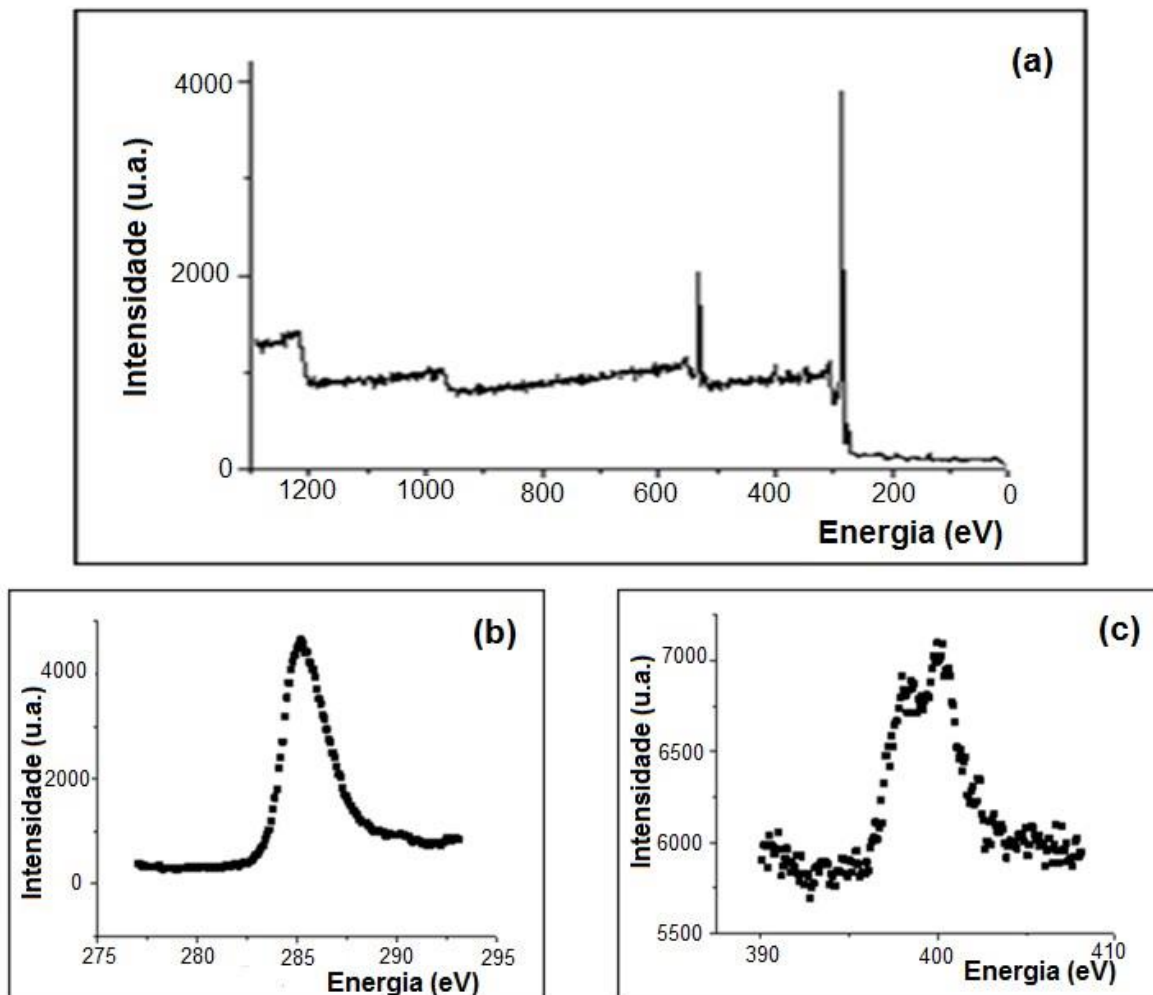 (a)
Intensidade (u.a.)
4000
2000
0
1200 1000 800 600 400 200 0
Energia (eV)
(b)
Intensidade (u.a.)
4000
2000
0
275 280 285 290 295
Energia (eV)
(c)
Intensidade (u.a.)
7000
6500
6000
5500
390 400 410
Energia (eV)